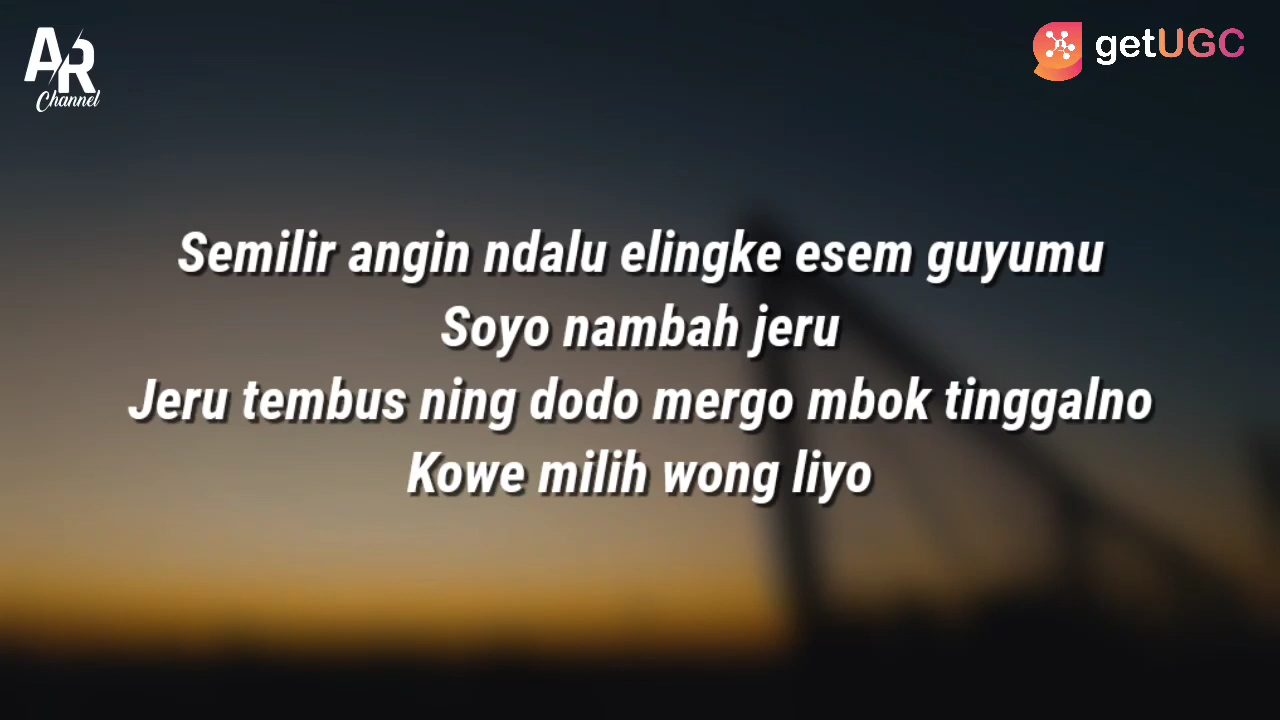 AR
Channel
getUGC
Semilir angin ndalu elingke esem guyumu
Soyo nambah jeru
Jeru tembus ning dodo mergo mbok tinggalno
Kowe milih wong liyo